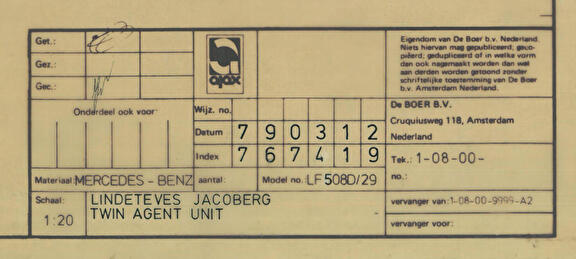 Get.:
Gez.:
Gec.:
ajax
Eigendom van De Boer b.v. Nederland.
Niets hiervan mag gepubliceerd; geco-
piëerd; gedupliceerd of in welke vorm
den ook nagemaakt worden dan wel
aan derden worden getoond zonder
schriftelijke toestemming van De Boer
b.v. Amsterdam Nederland.
Onderdeel ook voor:
Wijz. no.
Datum 7 9 0 3 1 2
Index 7 6 7 4 1 9
De BOER B.V.
Cruquiusweg 118, Amsterdam
Nederland
Tek.: 1-08-00-
no.:
Materiaal: MERCEDES - BENZ
aantal:
Model no.: LF 508D/29
Schaal:
1:20
LINDETEVES JACOBERG
TWIN AGENT UNIT
vervanger van: 1-08-00-9999-A2
vervanger voor: